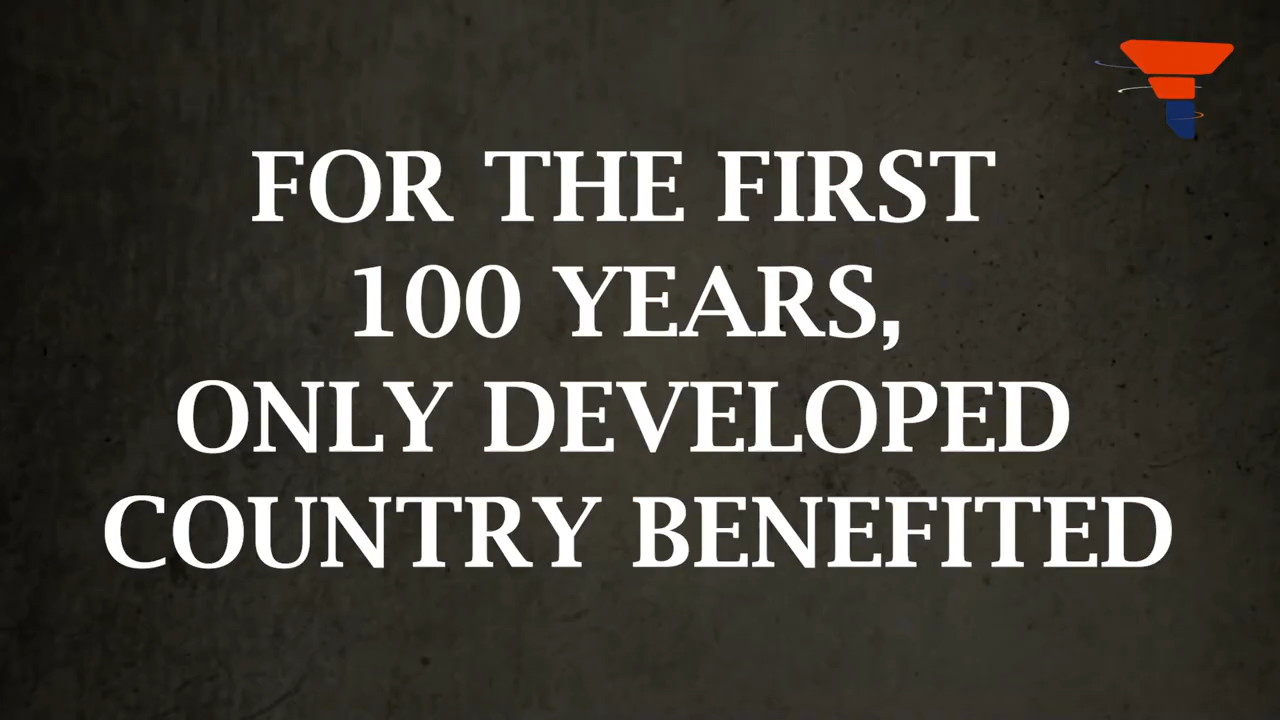 FOR THE FIRST
100 YEARS,
ONLY DEVELOPED
COUNTRY BENEFITED